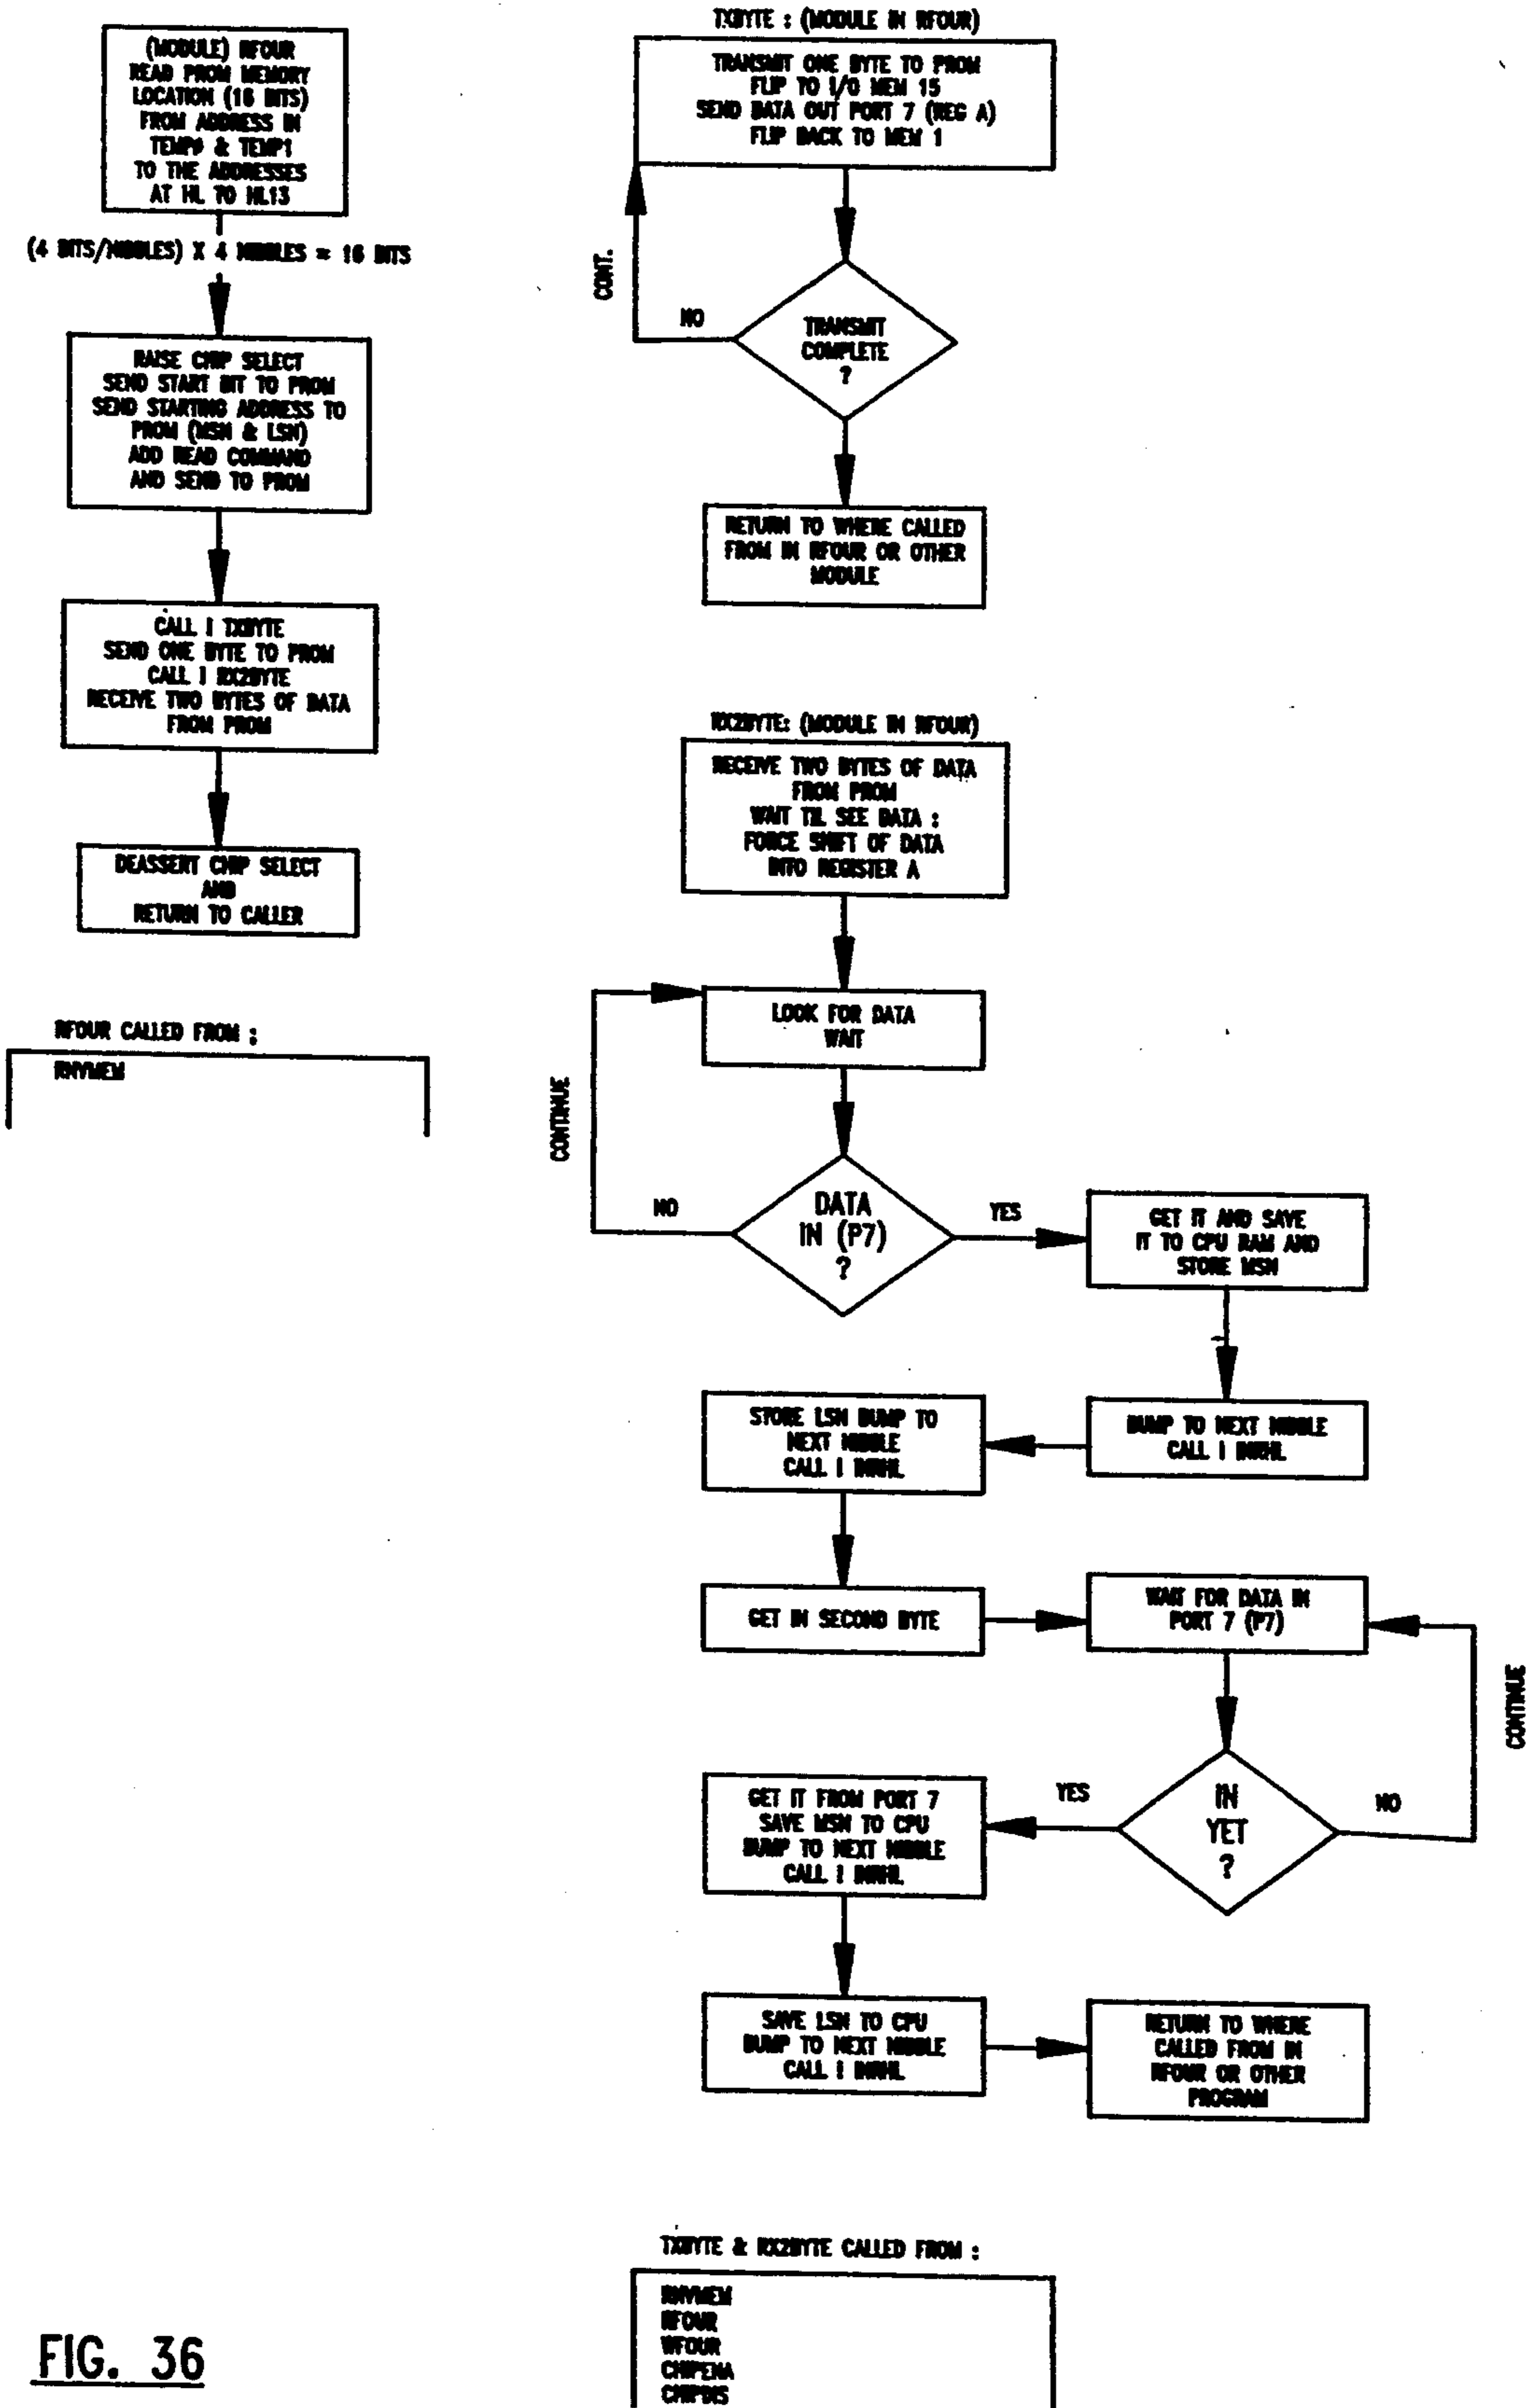 (MODULE) RFOUR
READ PROM MEMORY
LOCATION (16 BITS)
FROM ADDRESS IN
TEMP0 & TEMP1
TO THE ADDRESSES
AT HL TO HL13
(4 BITS/NIBBLES) X 4 NIBBLES = 16 BITS
RAISE CHIP SELECT
SEND START BIT TO PROM
SEND STARTING ADDRESS TO
PROM (MSN & LSN)
ADD READ COMMAND
AND SEND TO PROM
CALL I TXBYTE
SEND ONE BYTE TO PROM
CALL I RX2BYTE
RECEIVE TWO BYTES OF DATA
FROM PROM
DEASSERT CHIP SELECT
AND
RETURN TO CALLER
RFOUR CALLED FROM :
RNVMEM
TXBYTE : (MODULE IN RFOUR)
TRANSMIT ONE BYTE TO PROM
FLIP TO I/O MEM 15
SEND DATA OUT PORT 7 (REG A)
FLIP BACK TO MEM 1
CONT.
NO
TRANSMIT
COMPLETE
?
RETURN TO WHERE CALLED
FROM IN RFOUR OR OTHER
MODULE
RX2BYTE: (MODULE IN RFOUR)
RECEIVE TWO BYTES OF DATA
FROM PROM
WAIT TIL SEE DATA :
FORCE SHIFT OF DATA
INTO REGISTER A
LOOK FOR DATA
WAIT
CONTINUE
NO
DATA
IN (P7)
?
YES
GET IT AND SAVE
IT TO CPU RAM AND
STORE MSN
BUMP TO NEXT NIBBLE
CALL I INRHL
STORE LSN BUMP TO
NEXT NIBBLE
CALL I INRHL
GET IN SECOND BYTE
WAIT FOR DATA IN
PORT 7 (P7)
CONTINUE
IN
YET
?
NO
YES
GET IT FROM PORT 7
SAVE MSN TO CPU
BUMP TO NEXT NIBBLE
CALL I INRHL
SAVE LSN TO CPU
BUMP TO NEXT NIBBLE
CALL I INRHL
RETURN TO WHERE
CALLED FROM IN
RFOUR OR OTHER
PROGRAM
TXBYTE & RX2BYTE CALLED FROM :
RNVMEM
RFOUR
WFOUR
CHIPENA
CHIPDIS
FIG. 36